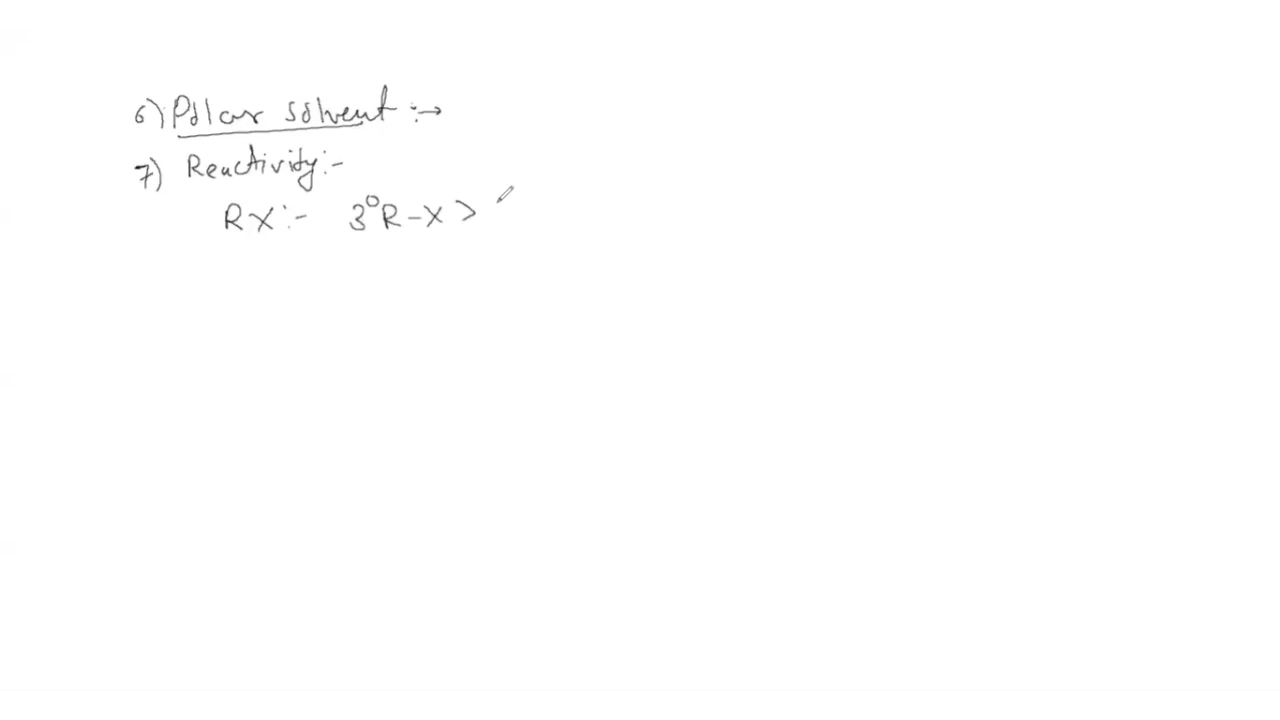 6) Polar solvent :→
7) Reactivity :-
RX :- 3°R-X >